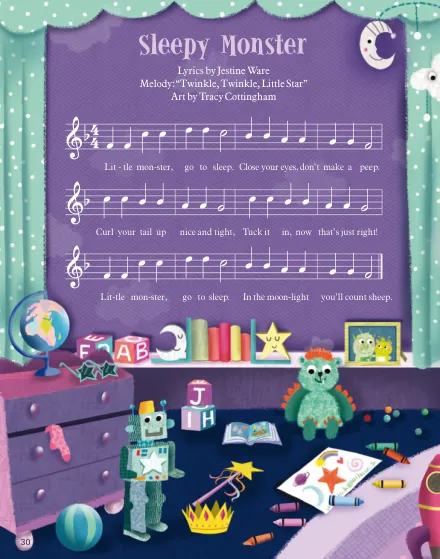 Sleepy Monster
Lyrics by Jestine Ware
Melody: “Twinkle, Twinkle, Little Star”
Art by Tracy Cottingham
4
4
Lit - tle mon-ster, go to sleep. Close your eyes, don't make a peep.
Curl your tail up nice and tight, Tuck it in, now that's just right!
Lit-tle mon-ster, go to sleep. In the moon-light you'll count sheep.
E F A B
J
I H
30